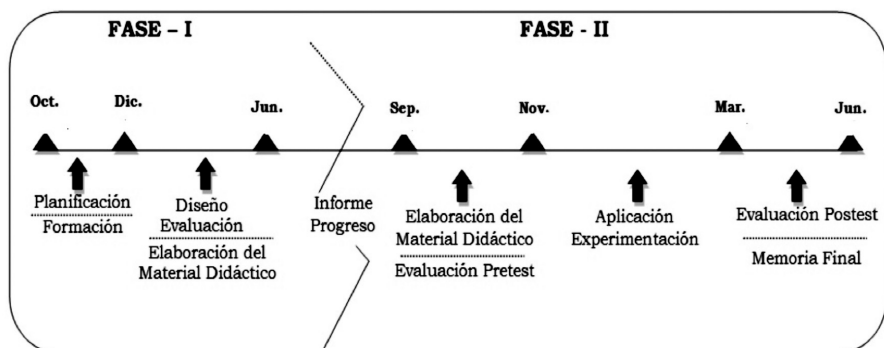 FASE – I
FASE - II
Oct.
Dic.
Jun.
Sep.
Nov.
Mar.
Jun.
Planificación
Formación
Diseño
Evaluación
Elaboración del
Material Didáctico
Informe
Progreso
Elaboración del
Material Didáctico
Evaluación Pretest
Aplicación
Experimentación
Evaluación Postest
Memoria Final